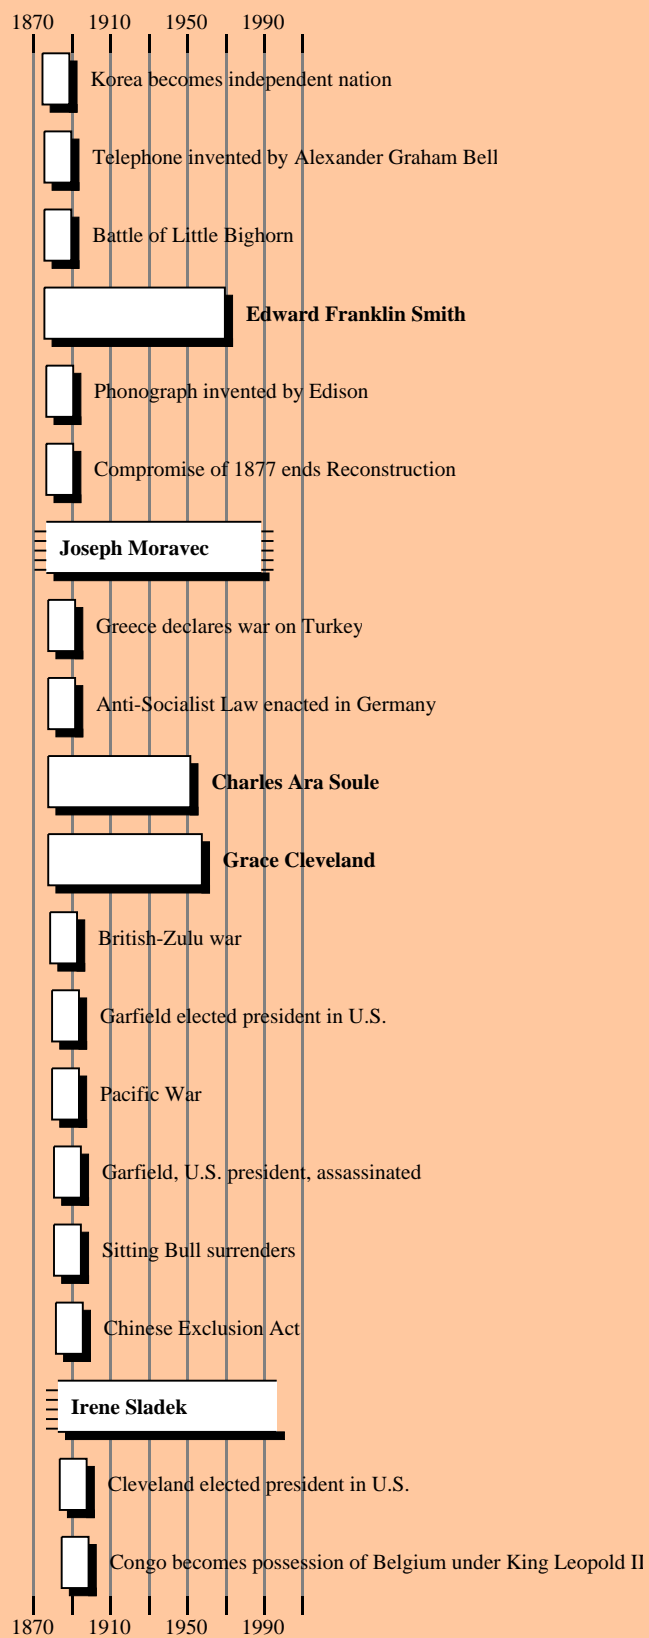 1870 1910 1950 1990
Korea becomes independent nation
Telephone invented by Alexander Graham Bell
Battle of Little Bighorn
Edward Franklin Smith
Phonograph invented by Edison
Compromise of 1877 ends Reconstruction
Joseph Moravec
Greece declares war on Turkey
Anti-Socialist Law enacted in Germany
Charles Ara Soule
Grace Cleveland
British-Zulu war
Garfield elected president in U.S.
Pacific War
Garfield, U.S. president, assassinated
Sitting Bull surrenders
Chinese Exclusion Act
Irene Sladek
Cleveland elected president in U.S.
Congo becomes possession of Belgium under King Leopold II
1870 1910 1950 1990